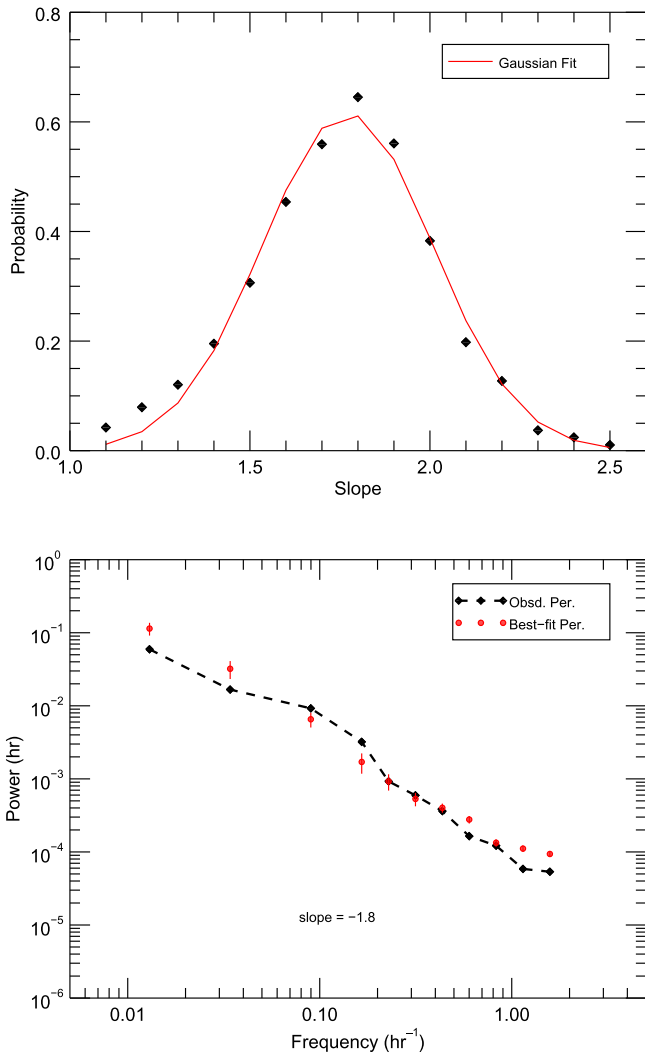 0.8
Gaussian Fit
0.6
0.4
0.2
0.0
Probability
1.0 1.5 2.0 2.5
Slope
10⁰
10⁻¹
10⁻²
10⁻³
10⁻⁴
10⁻⁵
10⁻⁶
Power (hr)
Obsd. Per.
Best−fit Per.
slope = −1.8
0.01 0.10 1.00
Frequency (hr⁻¹)